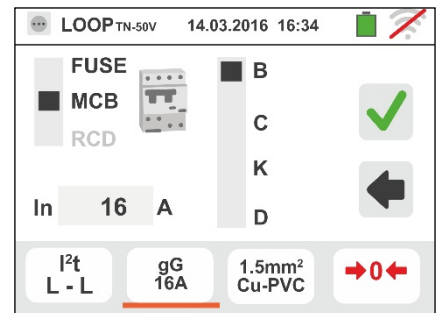 LOOP TN-50V 14.03.2016 16:34
FUSE
MCB
RCD
B
C
K
D
In 16 A
I²t
L - L
gG
16A
1.5mm²
Cu-PVC
0